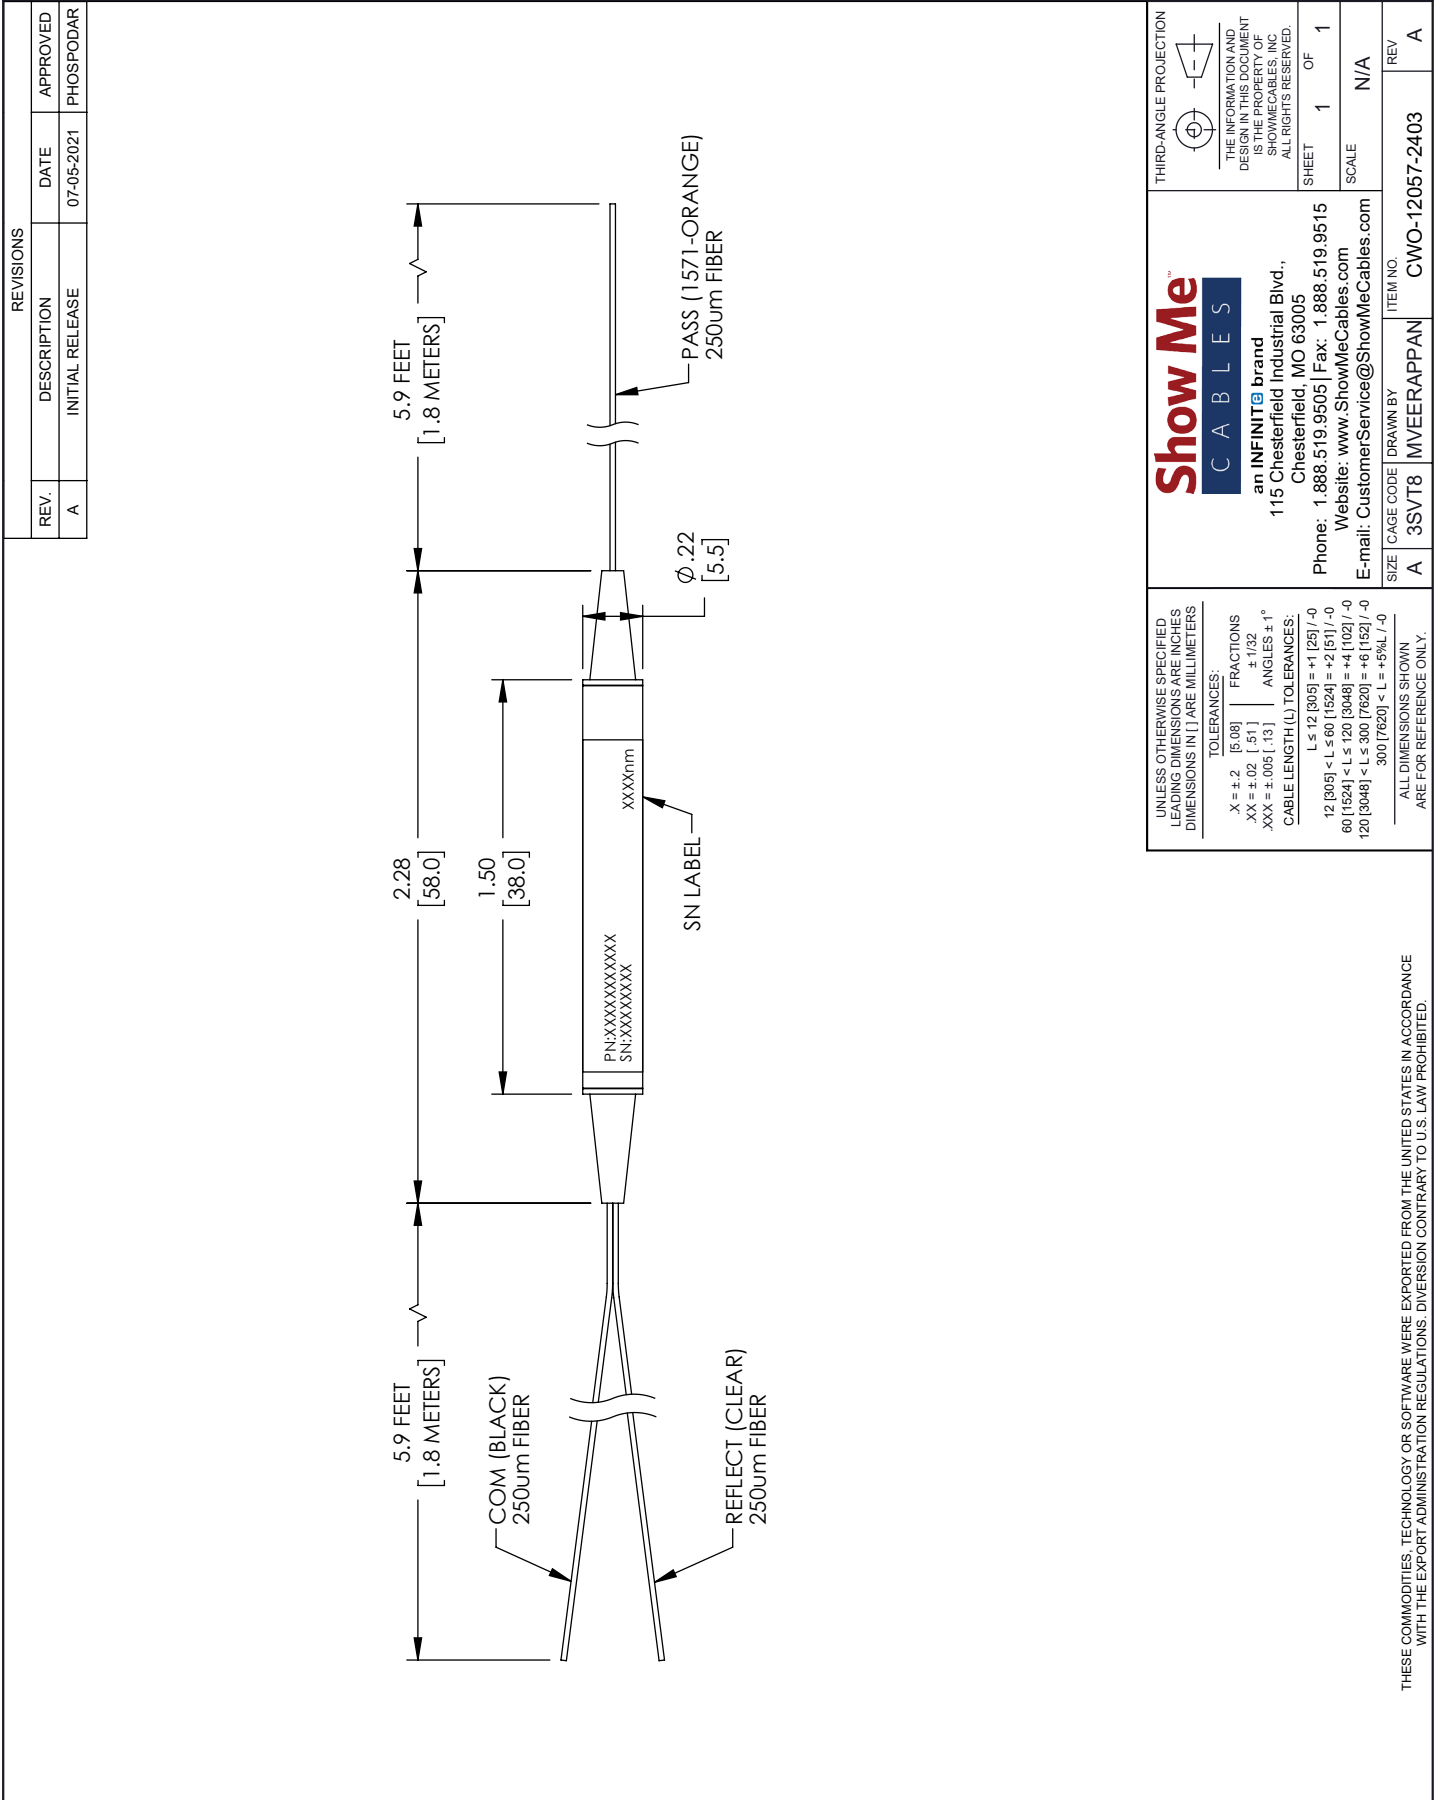 REVISIONS
REV. DESCRIPTION DATE APPROVED
A INITIAL RELEASE 07-05-2021 PHOSPODAR
5.9 FEET
[1.8 METERS]
2.28
[58.0]
5.9 FEET
[1.8 METERS]
1.50
[38.0]
COM (BLACK)
250um FIBER
PN:XXXXXXXXXXX
SN:XXXXXXXX
XXXXnm
REFLECT (CLEAR)
250um FIBER
SN LABEL
Ø.22
[5.5]
PASS (1571-ORANGE)
250um FIBER
UNLESS OTHERWISE SPECIFIED
LEADING DIMENSIONS ARE INCHES
DIMENSIONS IN [ ] ARE MILLIMETERS
TOLERANCES:
.X = ±.2 [5.08] FRACTIONS
.XX = ±.02 [ .51 ] ± 1/32
.XXX = ±.005 [ .13 ] ANGLES ± 1°
CABLE LENGTH (L) TOLERANCES:
L ≤ 12 [305] = +1 [25] / -0
12 [305] < L ≤ 60 [1524] = +2 [51] / -0
60 [1524] < L ≤ 120 [3048] = +4 [102] / -0
120 [3048] < L ≤ 300 [7620] = +6 [152] / -0
300 [7620] < L = +5%L / -0
ALL DIMENSIONS SHOWN
ARE FOR REFERENCE ONLY.
Show Me™
CABLES
an INFINITe brand
115 Chesterfield Industrial Blvd.,
Chesterfield, MO 63005
Phone: 1.888.519.9505| Fax: 1.888.519.9515
Website: www.ShowMeCables.com
E-mail: CustomerService@ShowMeCables.com
THIRD-ANGLE PROJECTION
THE INFORMATION AND
DESIGN IN THIS DOCUMENT
IS THE PROPERTY OF
SHOWMECABLES, INC
ALL RIGHTS RESERVED.
SHEET 1 OF 1
SCALE N/A
SIZE A
CAGE CODE 3SVT8
DRAWN BY MVEERAPPAN
ITEM NO. CWO-12057-2403
REV A
THESE COMMODITIES, TECHNOLOGY OR SOFTWARE WERE EXPORTED FROM THE UNITED STATES IN ACCORDANCE
WITH THE EXPORT ADMINISTRATION REGULATIONS. DIVERSION CONTRARY TO U.S. LAW PROHIBITED.